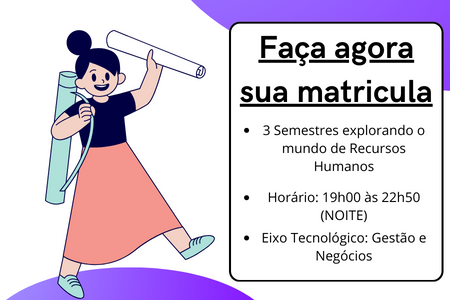 Faça agora
sua matricula
• 3 Semestres explorando o
mundo de Recursos
Humanos
• Horário: 19h00 às 22h50
(NOITE)
• Eixo Tecnológico: Gestão e
Negócios